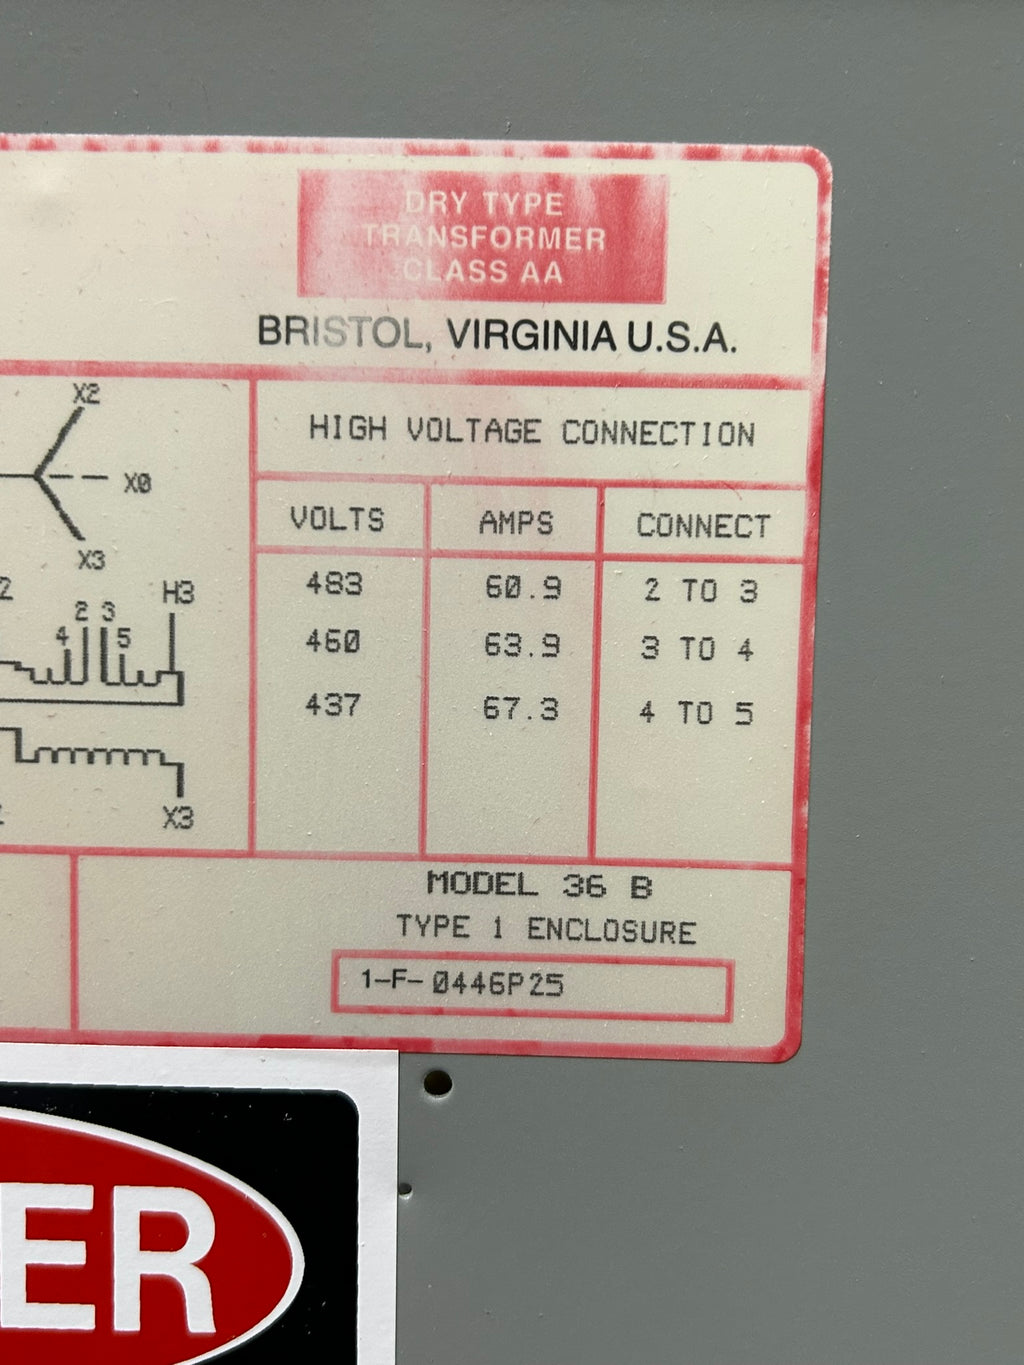 DRY TYPE
TRANSFORMER
CLASS AA
BRISTOL, VIRGINIA U.S.A.
X2
X0
X3
2 H3
2 3
4 5
X3
HIGH VOLTAGE CONNECTION
VOLTS AMPS CONNECT
483 60.9 2 TO 3
460 63.9 3 TO 4
437 67.3 4 TO 5
MODEL 36 B
TYPE 1 ENCLOSURE
1-F-0446P25
ER